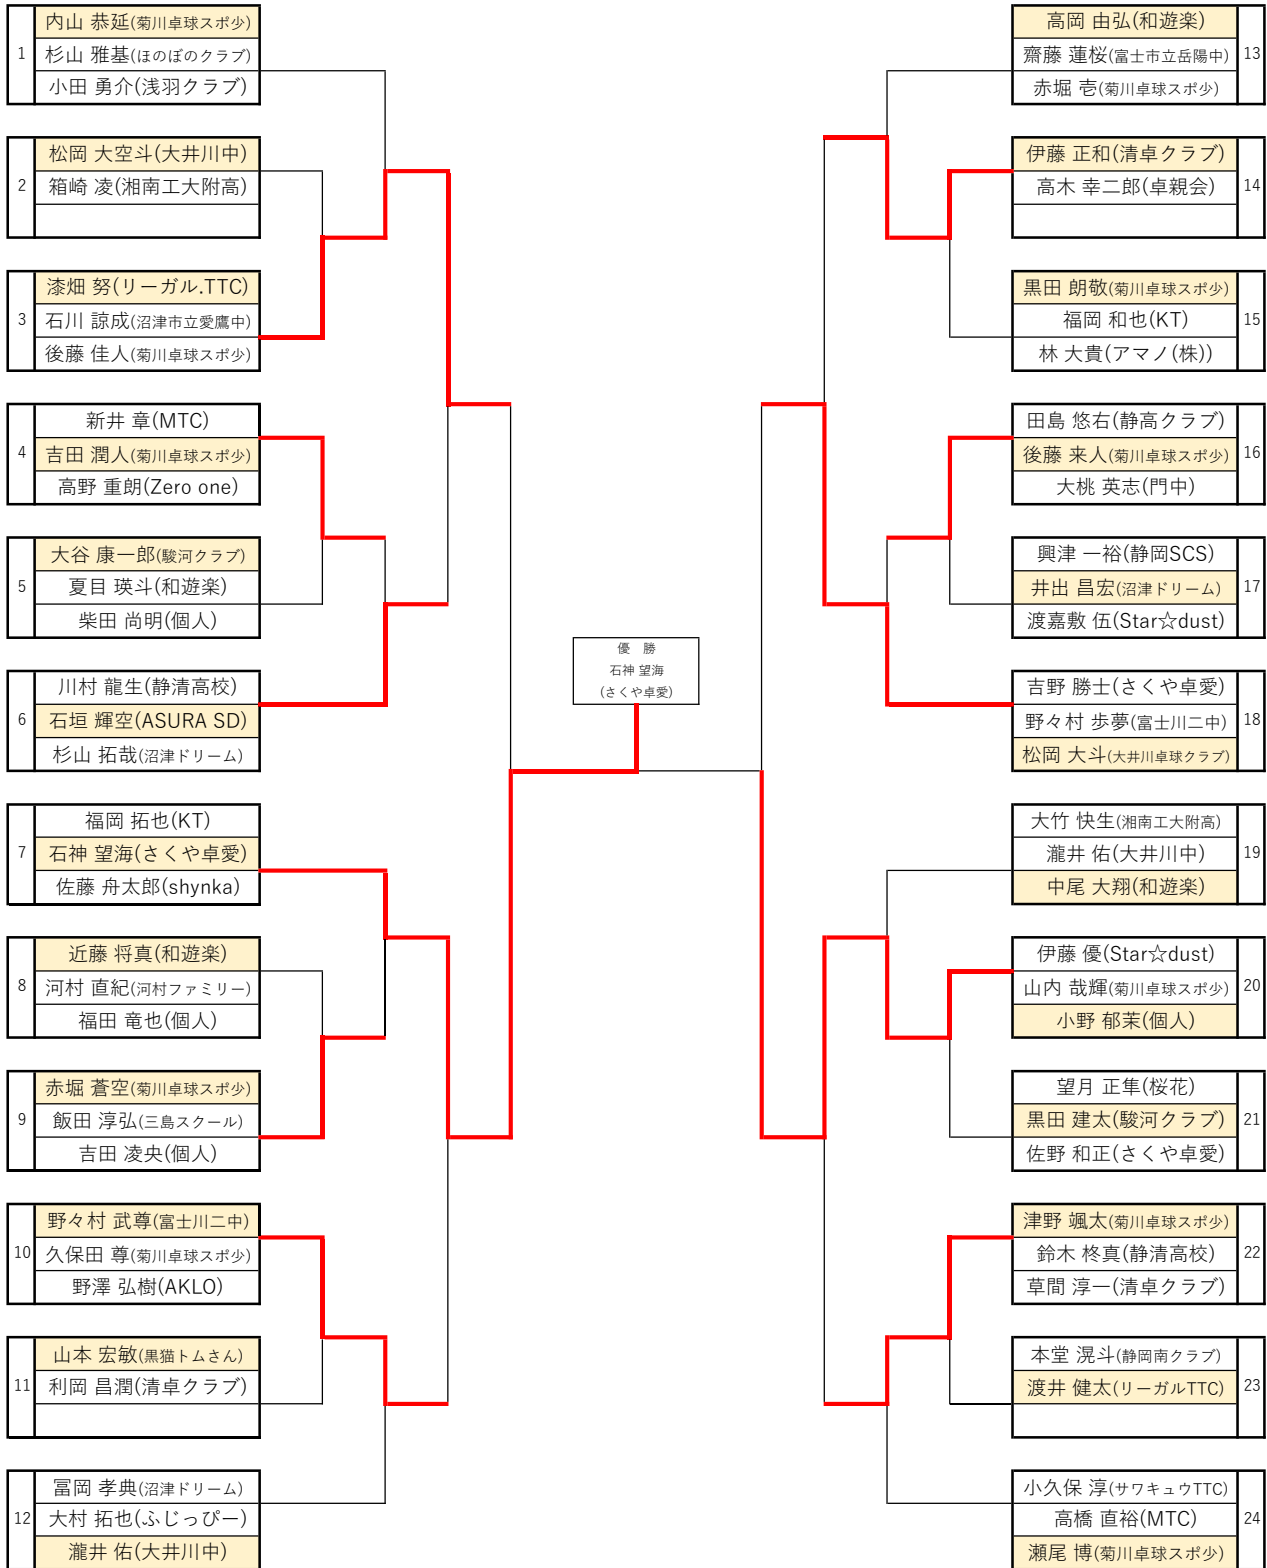 1
内山 恭延(菊川卓球スポ少)
杉山 雅基(ほのぼのクラブ)
小田 勇介(浅羽クラブ)
2
松岡 大空斗(大井川中)
箱崎 凌(湘南工大附高)
3
漆畑 努(リーガル.TTC)
石川 諒成(沼津市立愛鷹中)
後藤 佳人(菊川卓球スポ少)
4
新井 章(MTC)
吉田 潤人(菊川卓球スポ少)
高野 重朗(Zero one)
5
大谷 康一郎(駿河クラブ)
夏目 瑛斗(和遊楽)
柴田 尚明(個人)
6
川村 龍生(静清高校)
石垣 輝空(ASURA SD)
杉山 拓哉(沼津ドリーム)
7
福岡 拓也(KT)
石神 望海(さくや卓愛)
佐藤 舟太郎(shynka)
8
近藤 将真(和遊楽)
河村 直紀(河村ファミリー)
福田 竜也(個人)
9
赤堀 蒼空(菊川卓球スポ少)
飯田 淳弘(三島スクール)
吉田 凌央(個人)
10
野々村 武尊(富士川二中)
久保田 尊(菊川卓球スポ少)
野澤 弘樹(AKLO)
11
山本 宏敏(黒猫トムさん)
利岡 昌潤(清卓クラブ)
12
冨岡 孝典(沼津ドリーム)
大村 拓也(ふじっぴー)
瀧井 佑(大井川中)
優 勝
石神 望海
(さくや卓愛)
高岡 由弘(和遊楽)
齋藤 蓮桜(富士市立岳陽中)
赤堀 壱(菊川卓球スポ少)
13
伊藤 正和(清卓クラブ)
高木 幸二郎(卓親会)
14
黒田 朗敬(菊川卓球スポ少)
福岡 和也(KT)
林 大貴(アマノ(株))
15
田島 悠右(静高クラブ)
後藤 来人(菊川卓球スポ少)
大桃 英志(門中)
16
興津 一裕(静岡SCS)
井出 昌宏(沼津ドリーム)
渡嘉敷 伍(Star☆dust)
17
吉野 勝士(さくや卓愛)
野々村 歩夢(富士川二中)
松岡 大斗(大井川卓球クラブ)
18
大竹 快生(湘南工大附高)
瀧井 佑(大井川中)
中尾 大翔(和遊楽)
19
伊藤 優(Star☆dust)
山内 哉輝(菊川卓球スポ少)
小野 郁茉(個人)
20
望月 正隼(桜花)
黒田 建太(駿河クラブ)
佐野 和正(さくや卓愛)
21
津野 颯太(菊川卓球スポ少)
鈴木 柊真(静清高校)
草間 淳一(清卓クラブ)
22
本堂 滉斗(静岡南クラブ)
渡井 健太(リーガルTTC)
23
小久保 淳(サワキュウTTC)
高橋 直裕(MTC)
瀬尾 博(菊川卓球スポ少)
24